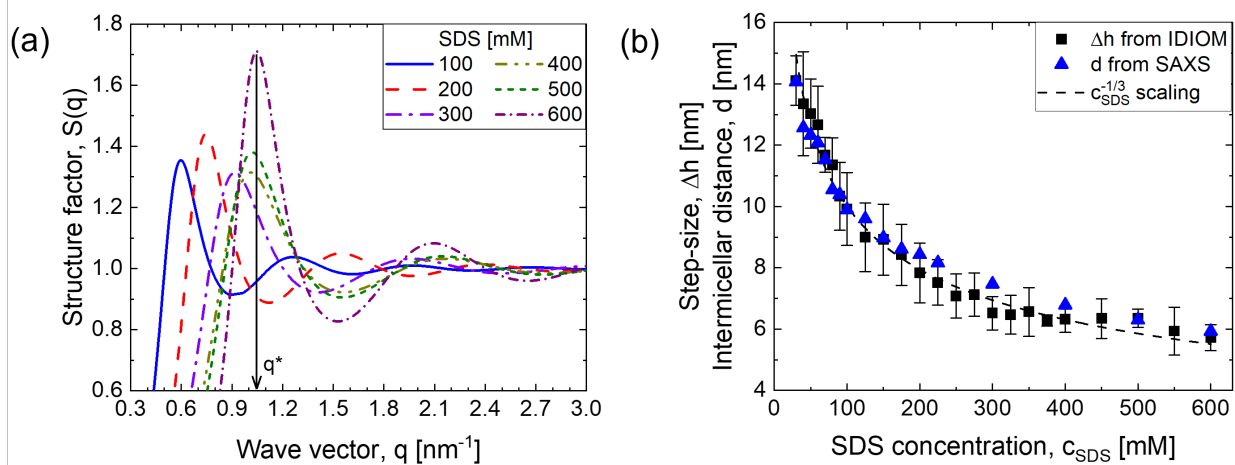 (a)
Structure factor, S(q)
1.8
1.6
1.4
1.2
1.0
0.8
0.6
SDS [mM]
100 400
200 500
300 600
q*
0.3 0.6 0.9 1.2 1.5 1.8 2.1 2.4 2.7 3.0
Wave vector, q [nm⁻¹]
(b)
Step-size, Δh [nm]
Intermicellar distance, d [nm]
16
14
12
10
8
6
4
Δh from IDIOM
d from SAXS
c_SDS^-1/3 scaling
0 100 200 300 400 500 600
SDS concentration, c_SDS [mM]